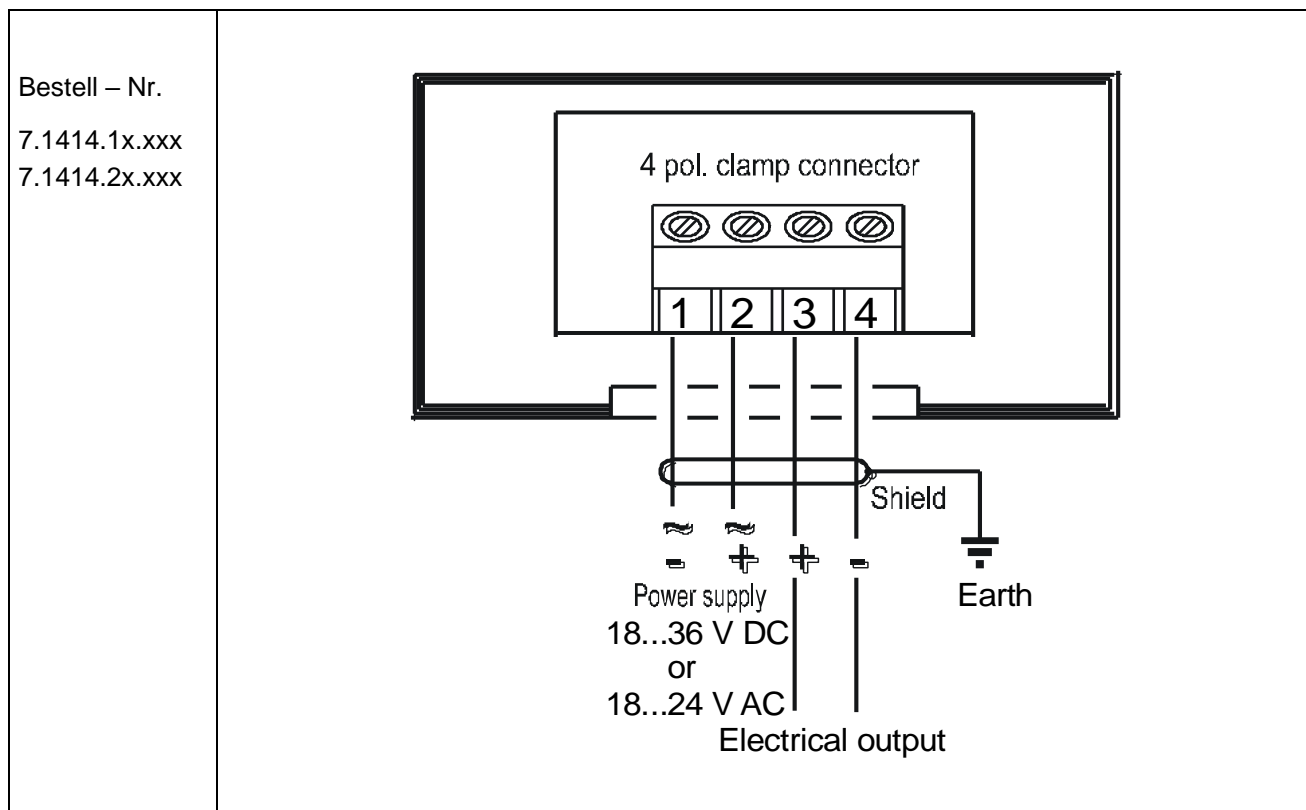 Bestell – Nr.
7.1414.1x.xxx
7.1414.2x.xxx
4 pol. clamp connector
1 2 3 4
Shield
≈ ≈
- + + -
Power supply
Earth
18...36 V DC
or
18...24 V AC
Electrical output